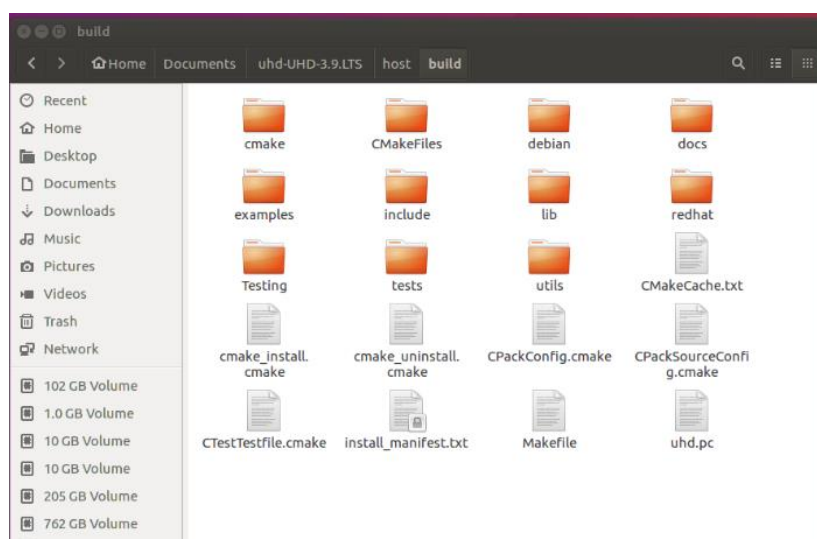 build
Home Documents uhd-UHD-3.9.LTS host build
Recent
Home
Desktop
Documents
Downloads
Music
Pictures
Videos
Trash
Network
102 GB Volume
1.0 GB Volume
10 GB Volume
10 GB Volume
205 GB Volume
762 GB Volume
cmake CMakeFiles debian docs
examples include lib redhat
Testing tests utils CMakeCache.txt
cmake_install. cmake_uninstall. CPackConfig.cmake CPackSourceConfi
cmake cmake g.cmake
CTestTestfile.cmake install_manifest.txt Makefile uhd.pc